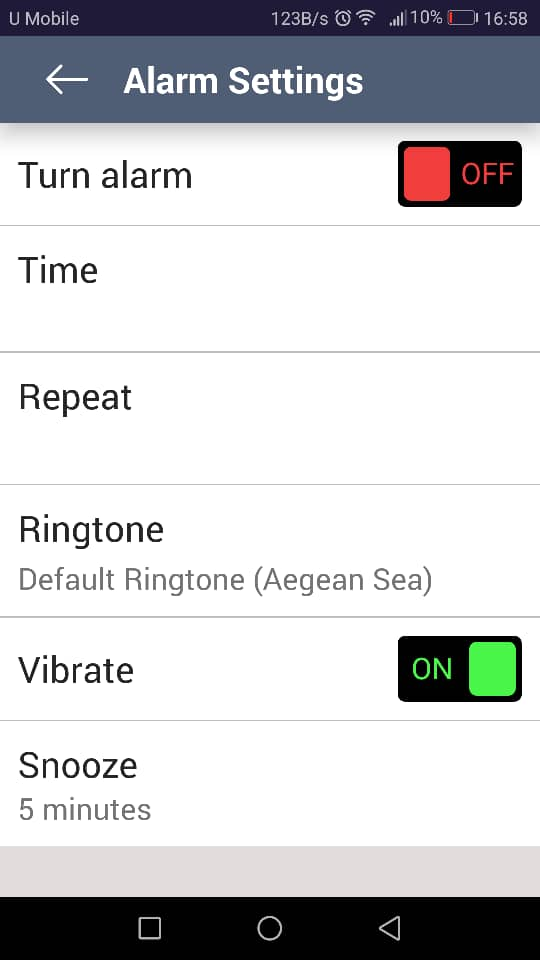 U Mobile 123B/s 10% 16:58
Alarm Settings
Turn alarm OFF
Time
Repeat
Ringtone
Default Ringtone (Aegean Sea)
Vibrate ON
Snooze
5 minutes